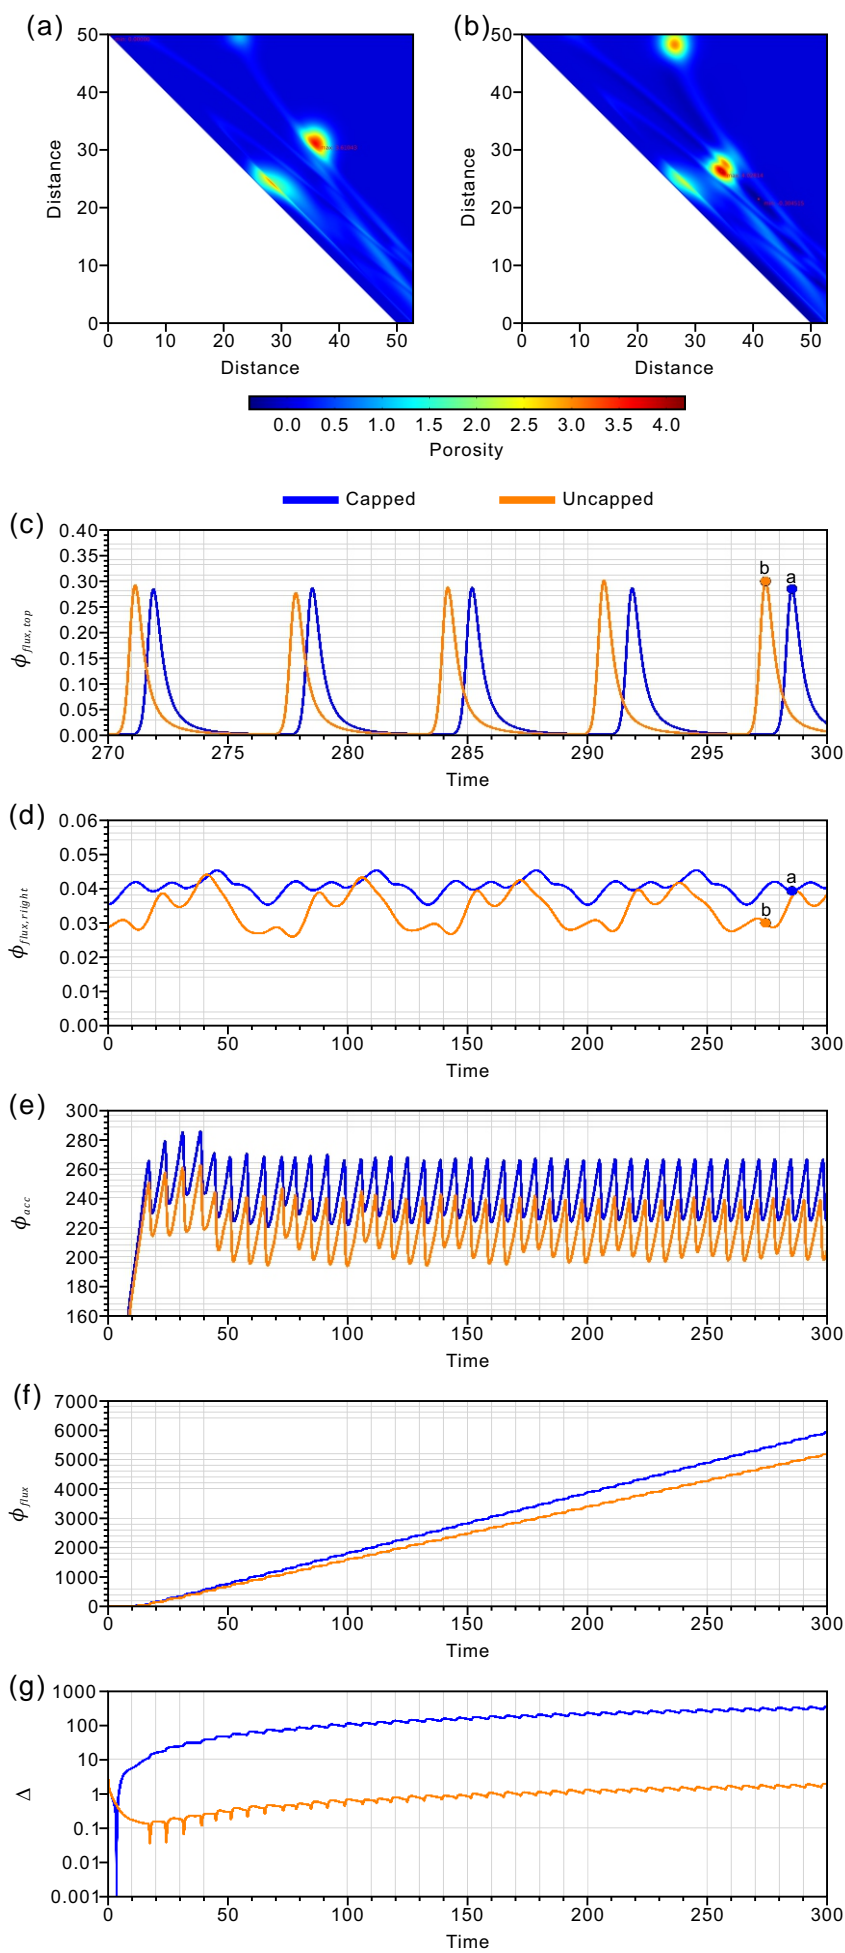 (a)
50
40
30
20
10
0
Distance
0 10 20 30 40 50
Distance
(b)
50
40
30
20
10
0
Distance
0 10 20 30 40 50
Distance
0.0 0.5 1.0 1.5 2.0 2.5 3.0 3.5 4.0
Porosity
Capped Uncapped
(c)
0.40
0.35
0.30
0.25
0.20
0.15
0.10
0.05
0.00
ϕ flux,top
b a
270 275 280 285 290 295 300
Time
(d)
0.06
0.05
0.04
0.03
0.02
0.01
0.00
ϕ flux,riight
a
b
0 50 100 150 200 250 300
Time
(e)
300
280
260
240
220
200
180
160
ϕ acc
0 50 100 150 200 250 300
Time
(f)
7000
6000
5000
4000
3000
2000
1000
0
ϕ flux
0 50 100 150 200 250 300
Time
(g)
1000
100
10
1
0.1
0.01
0.001
Δ
0 50 100 150 200 250 300
Time